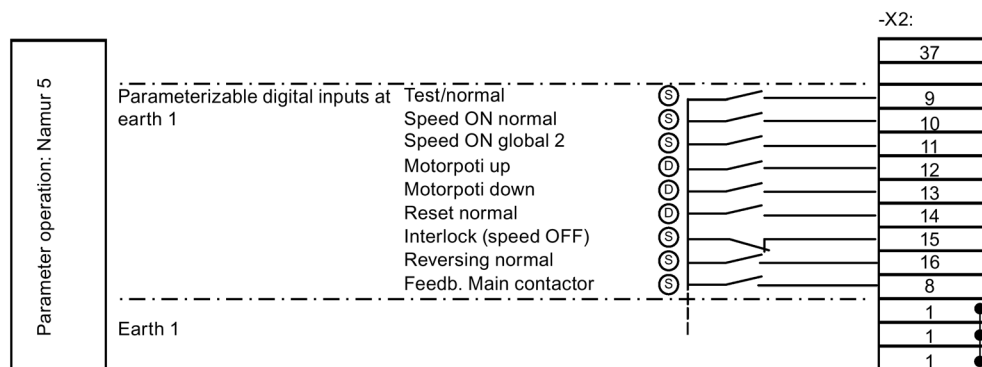 -X2:
37
Parameter operation: Namur 5
Parameterizable digital inputs at
earth 1
Test/normal S 9
Speed ON normal S 10
Speed ON global 2 S 11
Motorpoti up D 12
Motorpoti down D 13
Reset normal D 14
Interlock (speed OFF) S 15
Reversing normal S 16
Feedb. Main contactor S 8
Earth 1
1
1
1